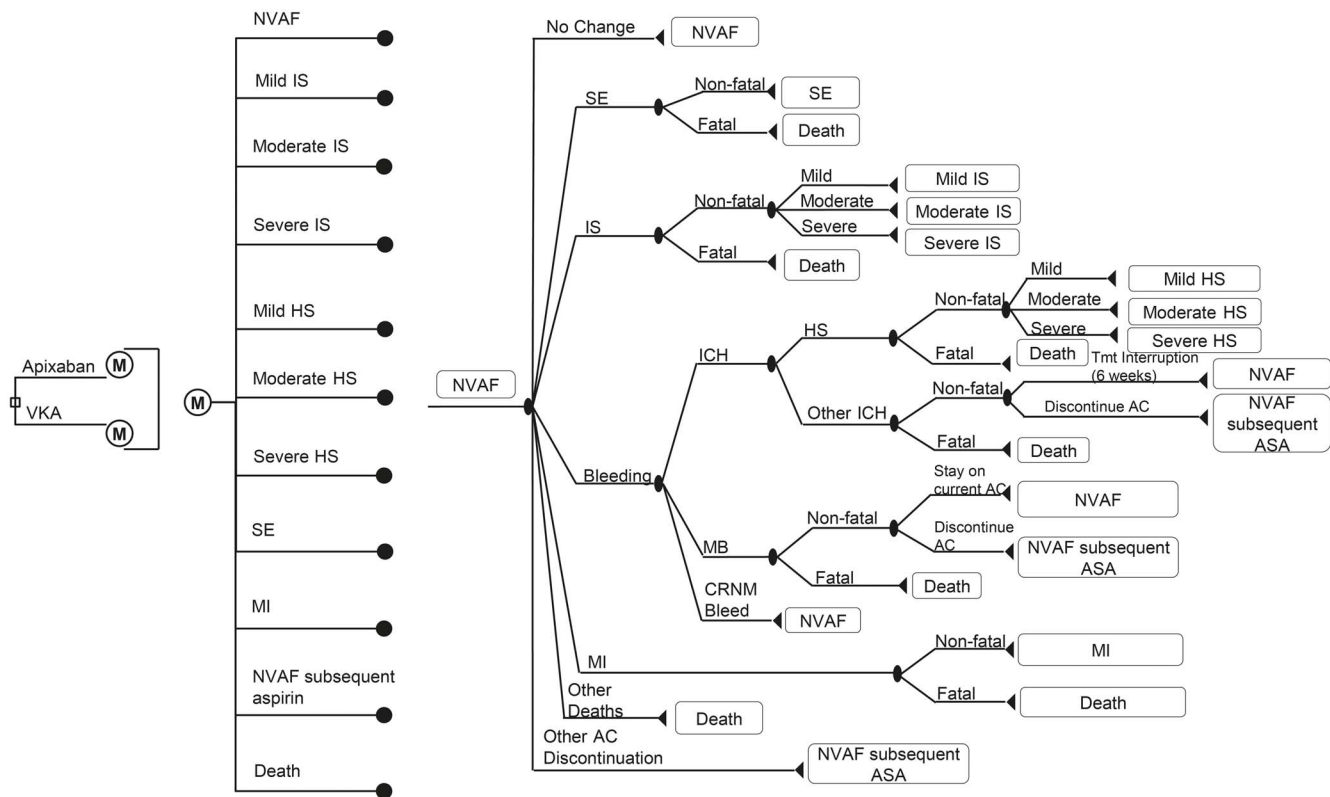 Apixaban
M
VKA
M
M
NVAF
Mild IS
Moderate IS
Severe IS
Mild HS
Moderate HS
Severe HS
SE
MI
NVAF subsequent
aspirin
Death
NVAF
No Change
NVAF
SE
Non-fatal
SE
Fatal
Death
IS
Non-fatal
Mild
Mild IS
Moderate
Moderate IS
Severe
Severe IS
Fatal
Death
Bleeding
ICH
HS
Non-fatal
Mild
Mild HS
Moderate
Moderate HS
Severe
Severe HS
Fatal
Death
Other ICH
Non-fatal
Tmt Interruption
(6 weeks)
NVAF
Discontinue AC
NVAF
subsequent
ASA
Fatal
Death
MB
Non-fatal
Stay on
current AC
NVAF
Discontinue
AC
NVAF subsequent
ASA
Fatal
Death
CRNM
Bleed
NVAF
MI
Non-fatal
MI
Fatal
Death
Other
Deaths
Death
Other AC
Discontinuation
NVAF subsequent
ASA